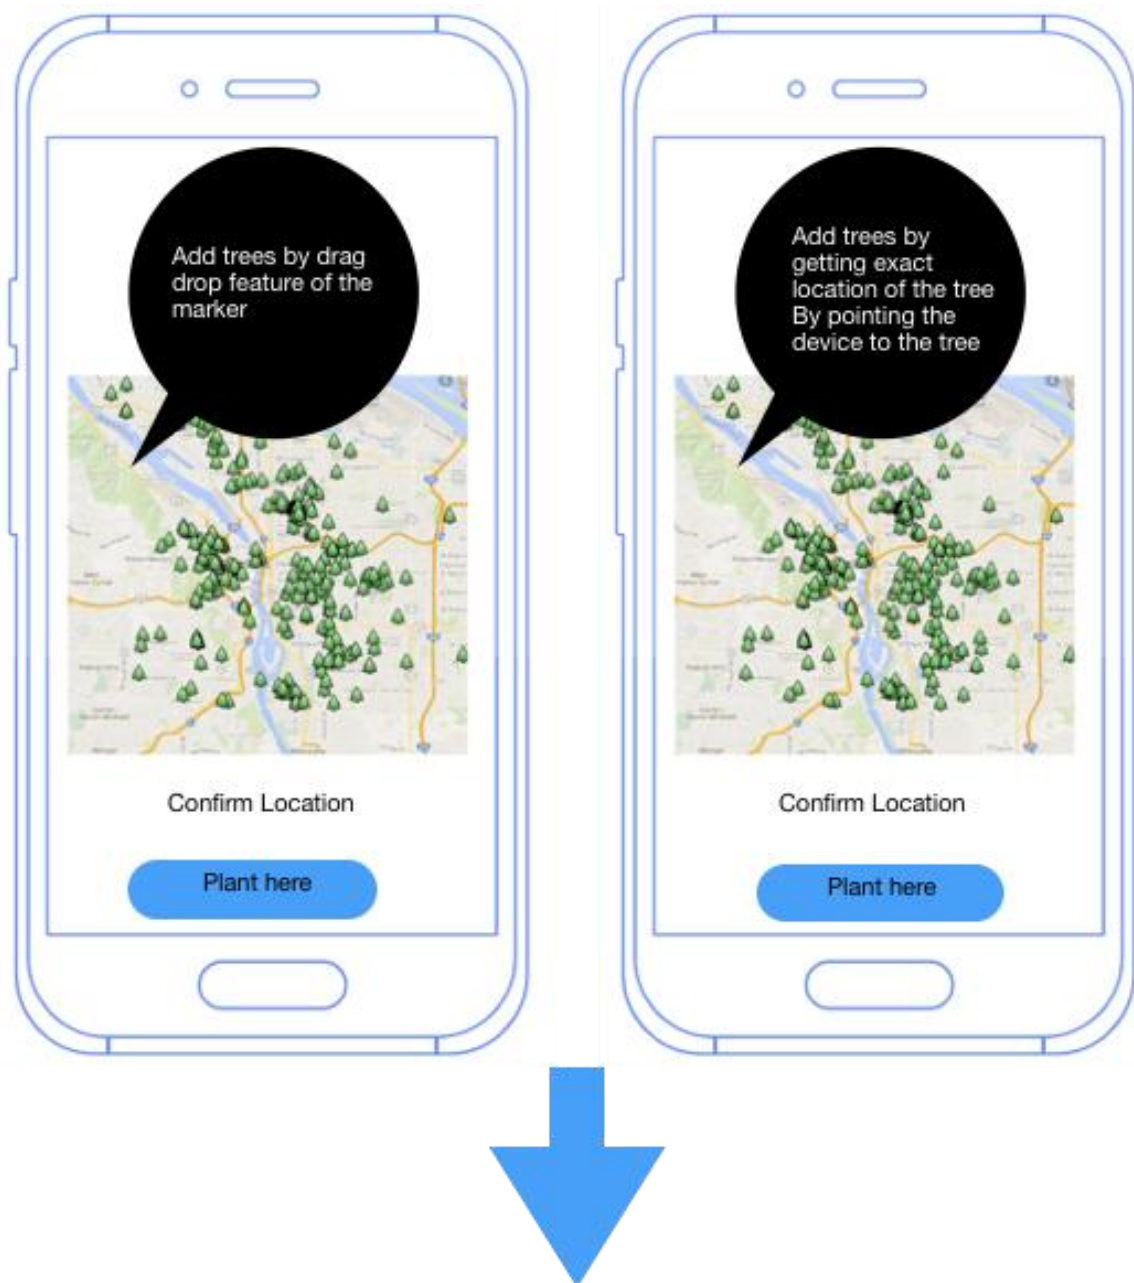 Add trees by drag
drop feature of the
marker
Confirm Location
Plant here
Add trees by
getting exact
location of the tree
By pointing the
device to the tree
Confirm Location
Plant here